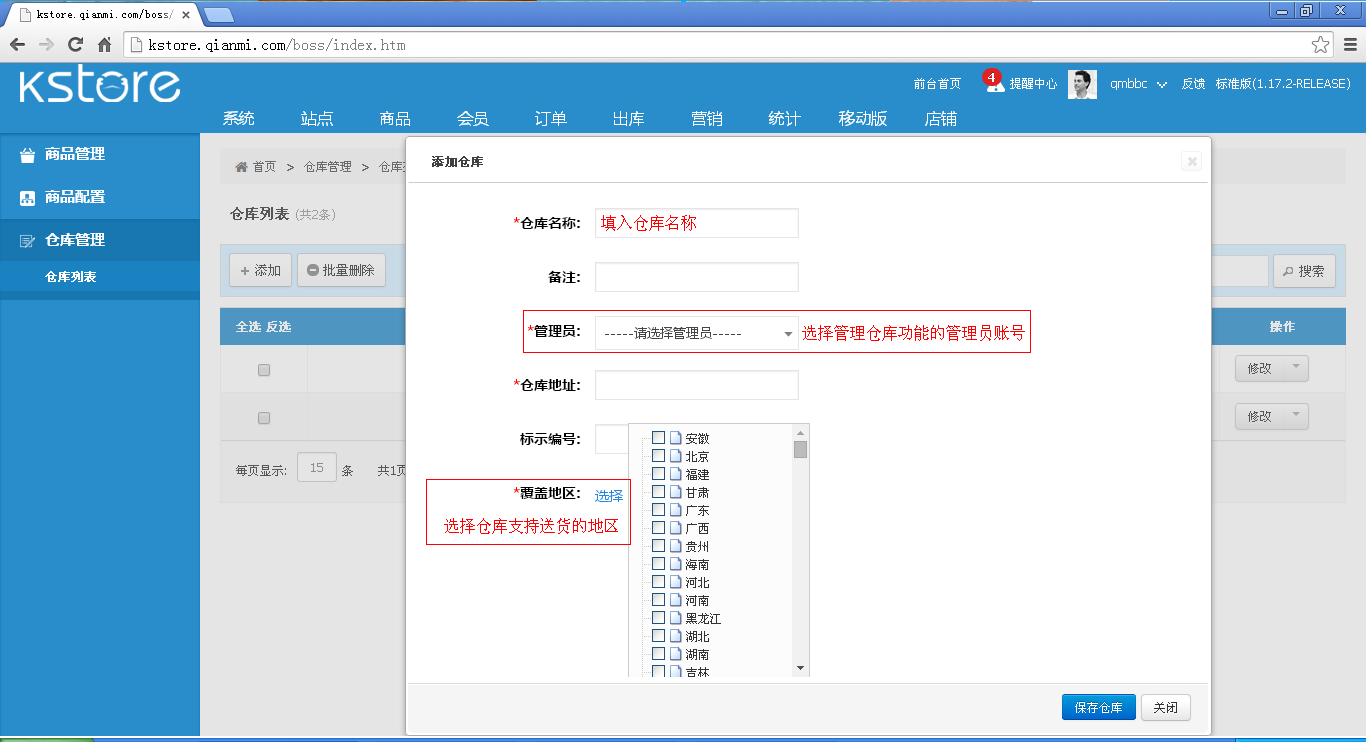 kstore.qianmi.com/boss/
kstore.qianmi.com/boss/index.htm
kstore
前台首页 4 提醒中心 qmbbc 反馈 标准版(1.17.2-RELEASE)
系统 站点 商品 会员 订单 出库 营销 统计 移动版 店铺
商品管理
商品配置
仓库管理
仓库列表
首页 > 仓库管理 >
仓库列表 (共2条)
+ 添加 批量删除
搜索
全选 反选
操作
修改
修改
每页显示: 15 条 共1页
添加仓库
*仓库名称: 填入仓库名称
备注:
*管理员: -----请选择管理员----- 选择管理仓库功能的管理员账号
*仓库地址:
标示编号:
*覆盖地区: 选择
选择仓库支持送货的地区
安徽
北京
福建
甘肃
广东
广西
贵州
海南
河北
河南
黑龙江
湖北
湖南
吉林
保存仓库 关闭